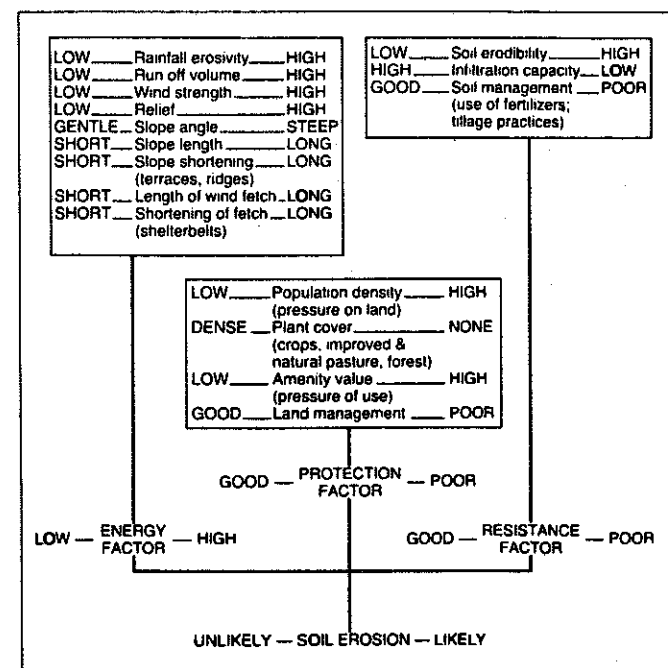 LOW Rainfall erosivity HIGH
LOW Run off volume HIGH
LOW Wind strength HIGH
LOW Relief HIGH
GENTLE Slope angle STEEP
SHORT Slope length LONG
SHORT Slope shortening LONG
(terraces, ridges)
SHORT Length of wind fetch LONG
SHORT Shortening of fetch LONG
(shelterbelts)
LOW Soil erodibility HIGH
HIGH Infiltration capacity LOW
GOOD Soil management POOR
(use of fertilizers;
tillage practices)
LOW Population density HIGH
(pressure on land)
DENSE Plant cover NONE
(crops, improved &
natural pasture, forest)
LOW Amenity value HIGH
(pressure of use)
GOOD Land management POOR
GOOD — PROTECTION FACTOR — POOR
LOW — ENERGY FACTOR — HIGH
GOOD — RESISTANCE FACTOR — POOR
UNLIKELY — SOIL EROSION — LIKELY